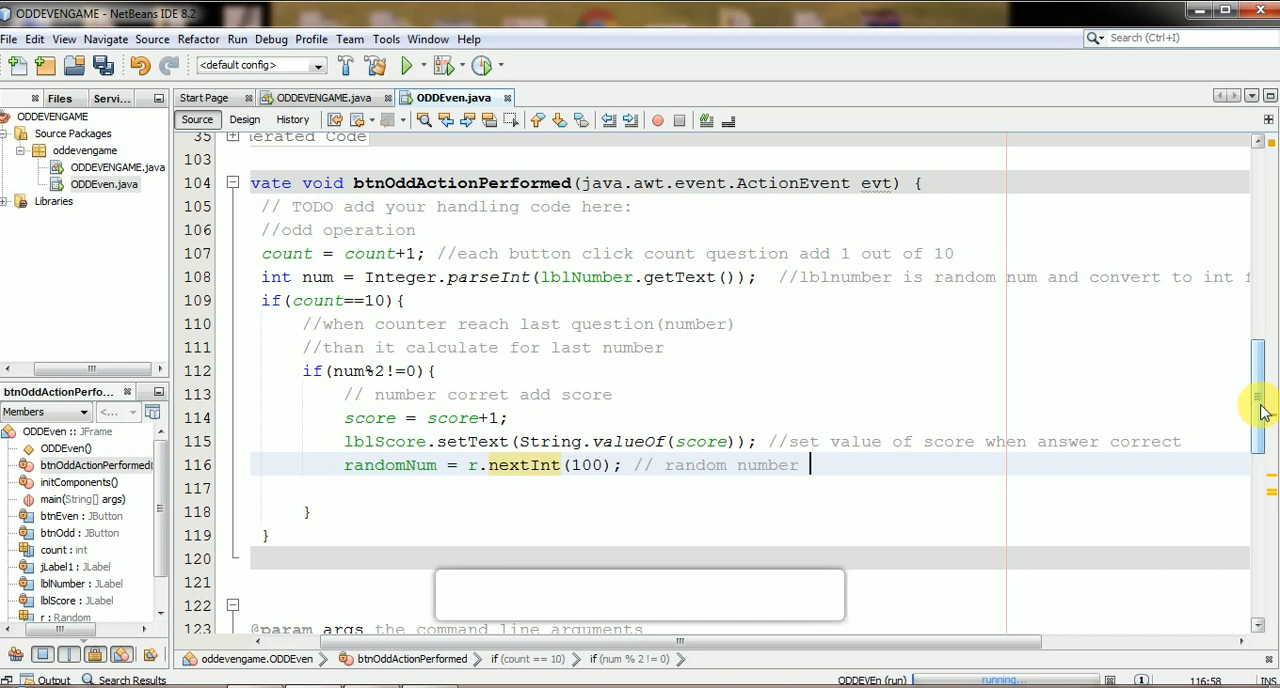 ODDEVENGAME - NetBeans IDE 8.2
File Edit View Navigate Source Refactor Run Debug Profile Team Tools Window Help
Search (Ctrl+I)
<default config>
Files Servi...
Start Page ODDEVENGAME.java ODDEven.java
ODDEVENGAME
Source Packages
oddevengame
ODDEVENGAME.java
ODDEven.java
Libraries
Source Design History
35 erated Code
103
104 vate void btnOddActionPerformed(java.awt.event.ActionEvent evt) {
105 // TODO add your handling code here:
106 //odd operation
107 count = count+1; //each button click count question add 1 out of 10
108 int num = Integer.parseInt(lblNumber.getText()); //lblnumber is random num and convert to int f
109 if(count==10){
110 //when counter reach last question(number)
111 //than it calculate for last number
112 if(num%2!=0){
113 // number corret add score
114 score = score+1;
115 lblScore.setText(String.valueOf(score)); //set value of score when answer correct
116 randomNum = r.nextInt(100); // random number
117
118 }
119 }
120
121
122
123 @param args the command line arguments
btnOddActionPerfo...
Members <...
ODDEven :: JFrame
ODDEven()
btnOddActionPerformed(
initComponents()
main(String[] args)
btnEven : JButton
btnOdd : JButton
count : int
jLabel1 : JLabel
lblNumber : JLabel
lblScore : JLabel
r : Random
oddevengame.ODDEven btnOddActionPerformed if (count == 10) if (num % 2 != 0)
Output Search Results
ODDEVEn (run) running... 1 116:58 INS